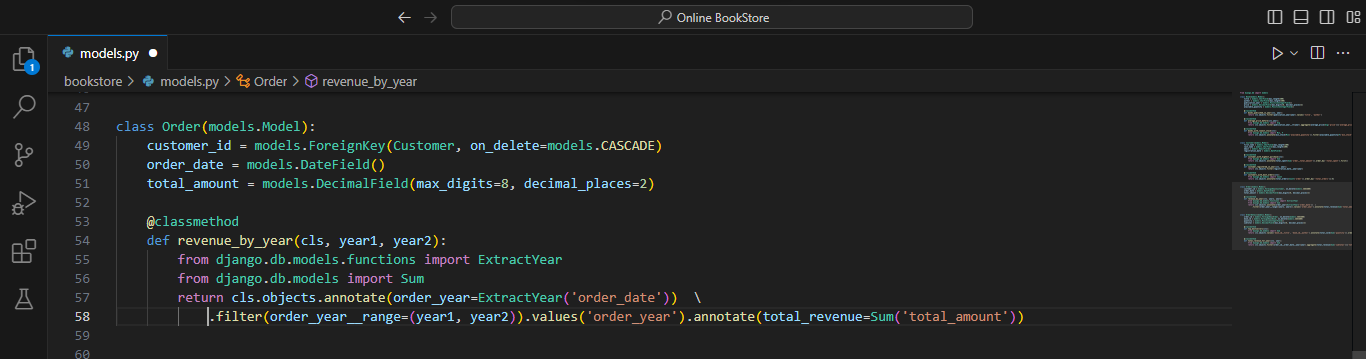 Online BookStore
1
models.py
bookstore > models.py > Order > revenue_by_year
47
48 class Order(models.Model):
49 customer_id = models.ForeignKey(Customer, on_delete=models.CASCADE)
50 order_date = models.DateField()
51 total_amount = models.DecimalField(max_digits=8, decimal_places=2)
52
53 @classmethod
54 def revenue_by_year(cls, year1, year2):
55 from django.db.models.functions import ExtractYear
56 from django.db.models import Sum
57 return cls.objects.annotate(order_year=ExtractYear('order_date')) \
58 .filter(order_year__range=(year1, year2)).values('order_year').annotate(total_revenue=Sum('total_amount'))
59
60